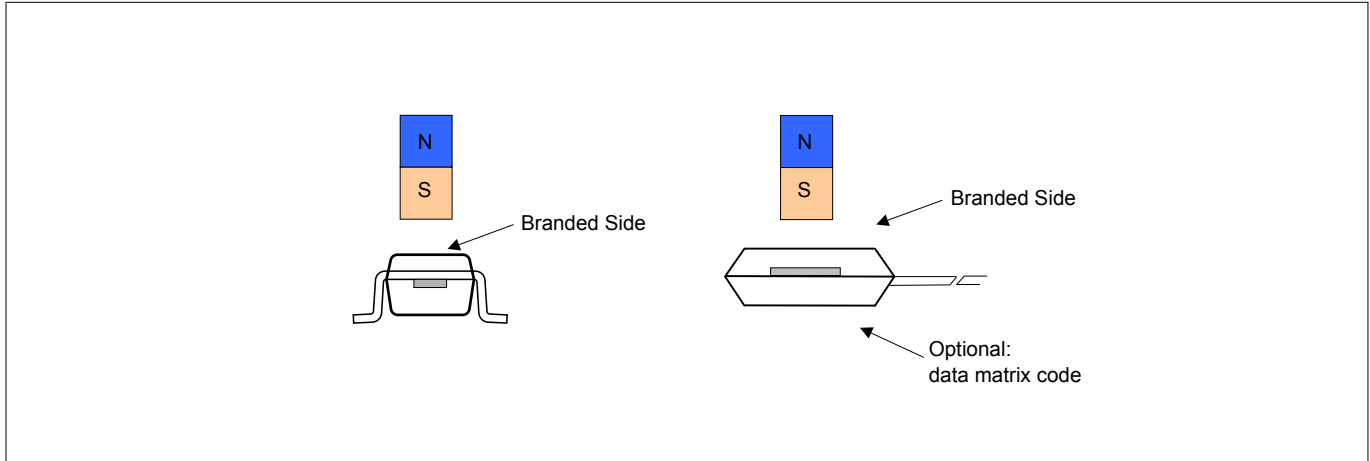 N
S
Branded Side
N
S
Branded Side
Optional:
data matrix code